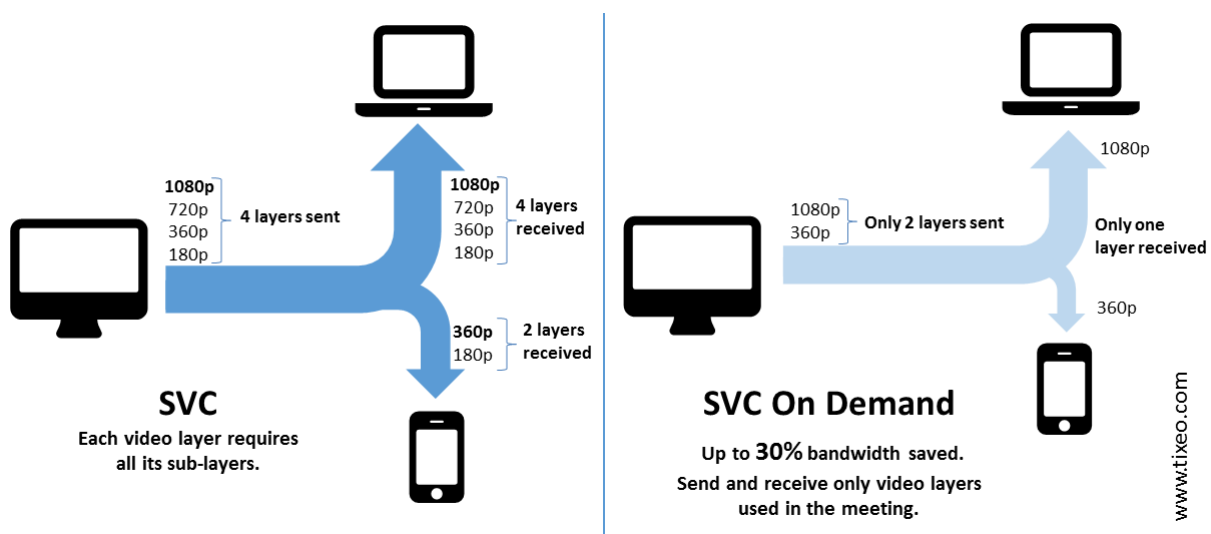 1080p
720p
360p
180p
4 layers sent
1080p
720p
360p
180p
4 layers
received
360p
180p
2 layers
received
SVC
Each video layer requires
all its sub-layers.
1080p
360p
Only 2 layers sent
1080p
Only one
layer received
360p
SVC On Demand
Up to 30% bandwidth saved.
Send and receive only video layers
used in the meeting.
www.tixeo.com